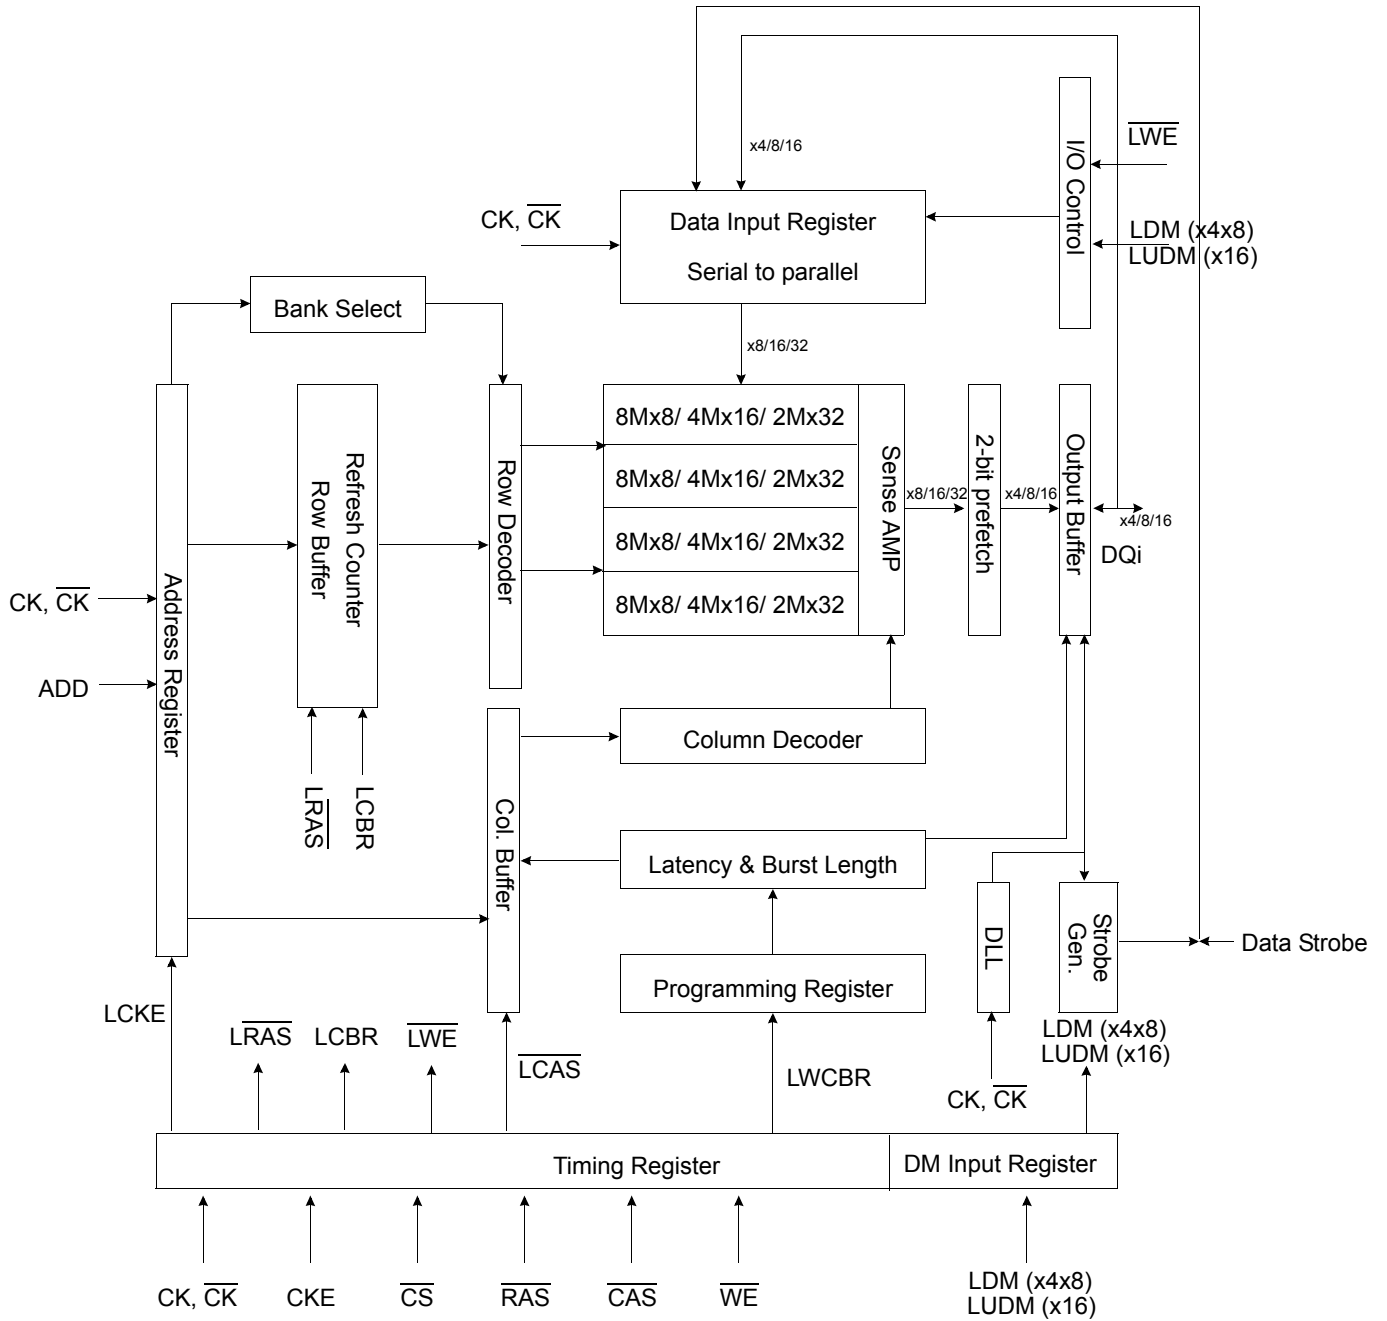 x4/8/16
LWE
I/O Control
CK, CK
Data Input Register
Serial to parallel
LDM (x4x8)
LUDM (x16)
Bank Select
x8/16/32
8Mx8/ 4Mx16/ 2Mx32
8Mx8/ 4Mx16/ 2Mx32
8Mx8/ 4Mx16/ 2Mx32
8Mx8/ 4Mx16/ 2Mx32
Sense AMP
x8/16/32
2-bit prefetch
x4/8/16
Output Buffer
x4/8/16
DQi
Row Decoder
Refresh Counter
Row Buffer
Address Register
CK, CK
ADD
LRAS
LCBR
Col. Buffer
Column Decoder
Latency & Burst Length
Programming Register
DLL
Strobe
Gen.
Data Strobe
LCKE
LRAS
LCBR
LWE
LCAS
LWCBR
CK, CK
LDM (x4x8)
LUDM (x16)
Timing Register
DM Input Register
CK, CK
CKE
CS
RAS
CAS
WE
LDM (x4x8)
LUDM (x16)